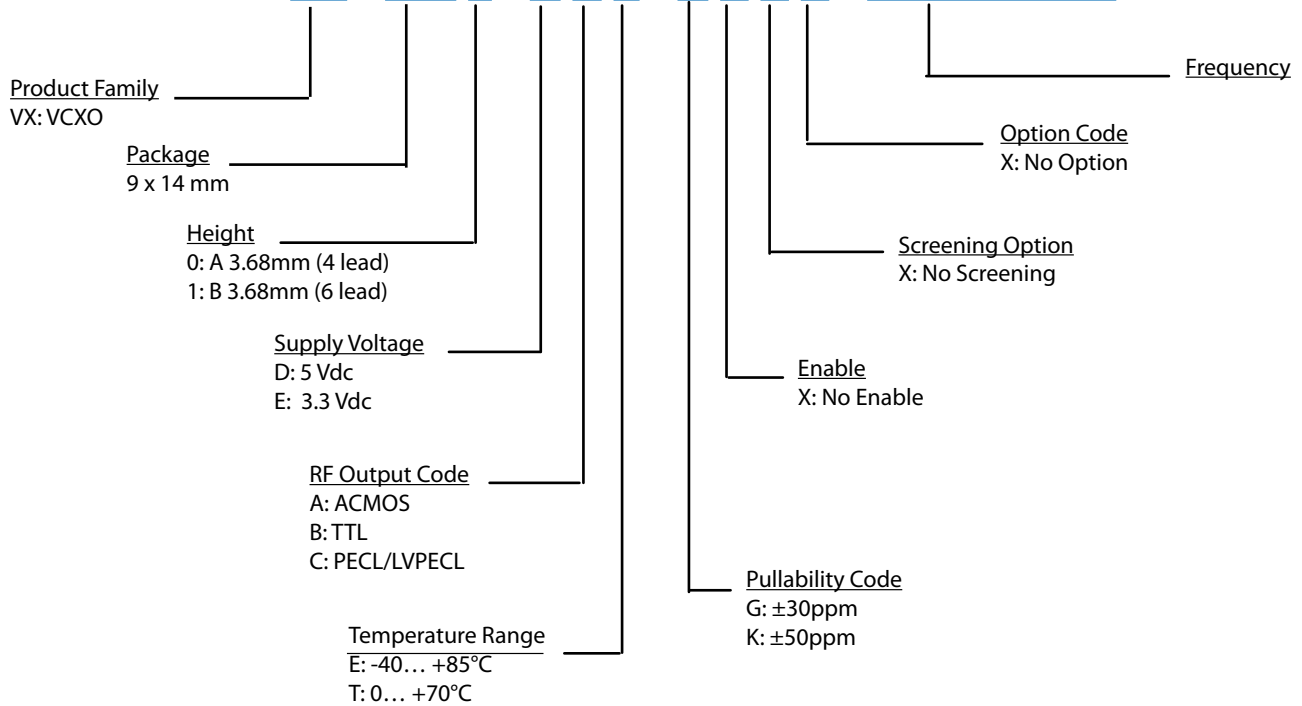 Product Family
VX: VCXO
Package
9 x 14 mm
Height
0: A 3.68mm (4 lead)
1: B 3.68mm (6 lead)
Supply Voltage
D: 5 Vdc
E: 3.3 Vdc
RF Output Code
A: ACMOS
B: TTL
C: PECL/LVPECL
Temperature Range
E: -40… +85°C
T: 0… +70°C
Frequency
Option Code
X: No Option
Screening Option
X: No Screening
Enable
X: No Enable
Pullability Code
G: ±30ppm
K: ±50ppm